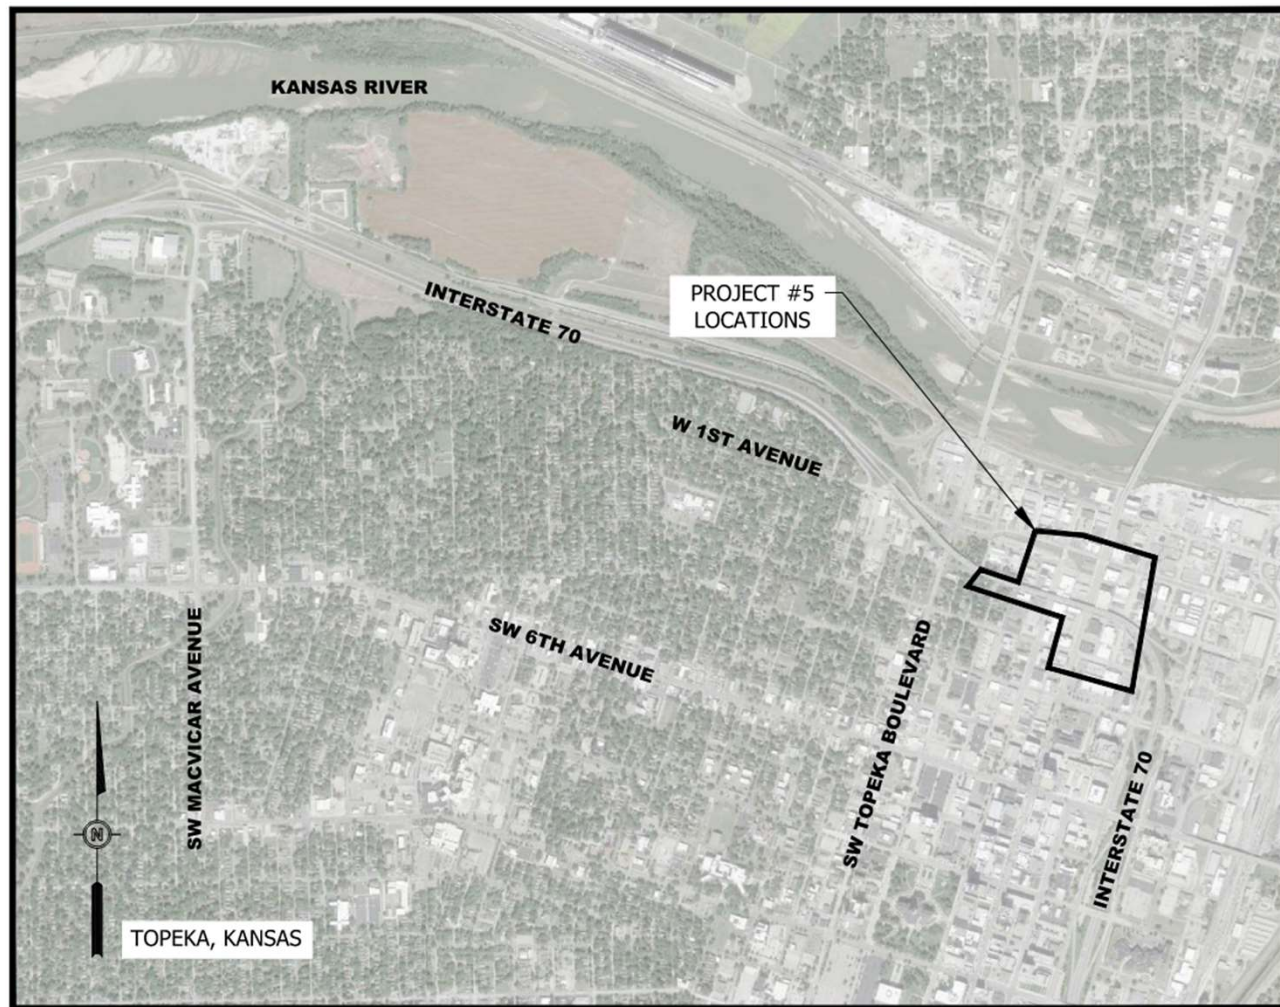 KANSAS RIVER
INTERSTATE 70
PROJECT #5
LOCATIONS
W 1ST AVENUE
SW 6TH AVENUE
SW MACVICAR AVENUE
SW TOPEKA BOULEVARD
INTERSTATE 70
N
TOPEKA, KANSAS